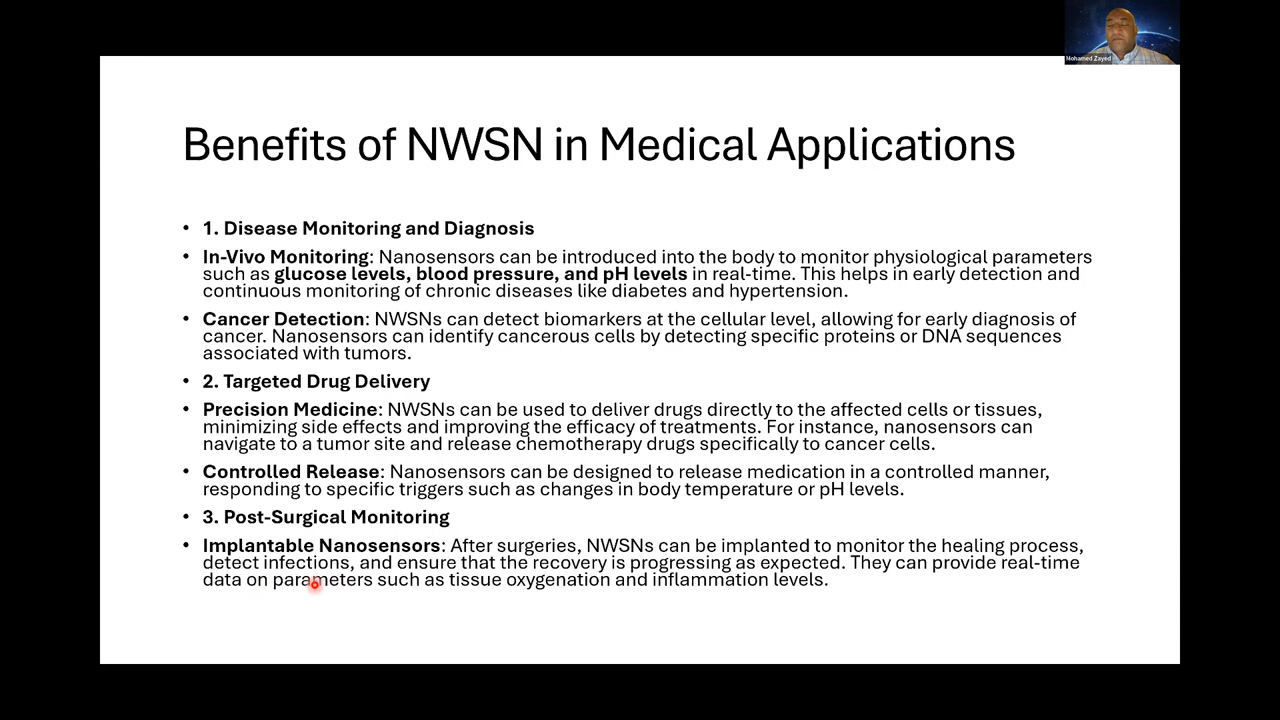 Mohamed Zayed
Benefits of NWSN in Medical Applications
• 1. Disease Monitoring and Diagnosis
• In-Vivo Monitoring: Nanosensors can be introduced into the body to monitor physiological parameters
such as glucose levels, blood pressure, and pH levels in real-time. This helps in early detection and
continuous monitoring of chronic diseases like diabetes and hypertension.
• Cancer Detection: NWSNs can detect biomarkers at the cellular level, allowing for early diagnosis of
cancer. Nanosensors can identify cancerous cells by detecting specific proteins or DNA sequences
associated with tumors.
• 2. Targeted Drug Delivery
• Precision Medicine: NWSNs can be used to deliver drugs directly to the affected cells or tissues,
minimizing side effects and improving the efficacy of treatments. For instance, nanosensors can
navigate to a tumor site and release chemotherapy drugs specifically to cancer cells.
• Controlled Release: Nanosensors can be designed to release medication in a controlled manner,
responding to specific triggers such as changes in body temperature or pH levels.
• 3. Post-Surgical Monitoring
• Implantable Nanosensors: After surgeries, NWSNs can be implanted to monitor the healing process,
detect infections, and ensure that the recovery is progressing as expected. They can provide real-time
data on parameters such as tissue oxygenation and inflammation levels.